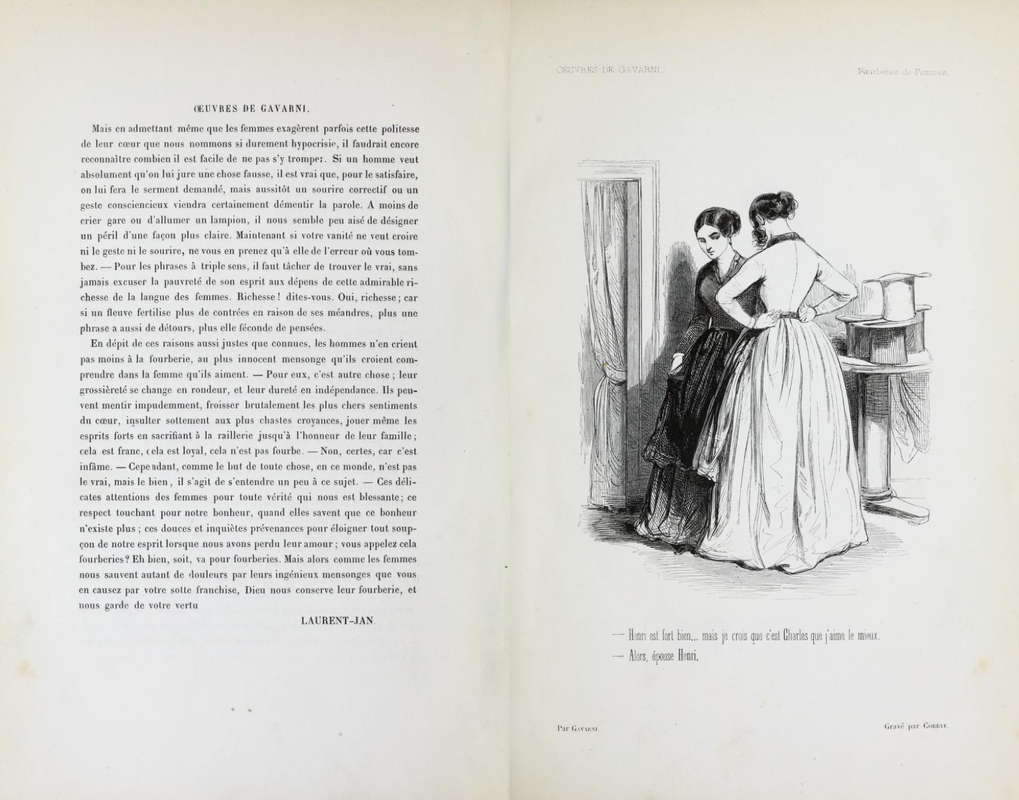 ŒUVRES DE GAVARNI.
Mais en admettant même que les femmes exagèrent parfois cette politesse
de leur cœur que nous nommons si durement hypocrisie, il faudrait encore
reconnaître combien il est facile de ne pas s'y tromper. Si un homme veut
absolument qu'on lui jure une chose fausse, il est vrai que, pour le satisfaire,
on lui fera le serment demandé, mais aussitôt un sourire correctif ou un
geste consciencieux viendra certainement démentir la parole. A moins de
crier gare ou d'allumer un lampion, il nous semble peu aisé de désigner
un péril d'une façon plus claire. Maintenant si votre vanité ne veut croire
ni le geste ni le sourire, ne vous en prenez qu'à elle de l'erreur où vous tom-
bez. — Pour les phrases à triple sens, il faut tâcher de trouver le vrai, sans
jamais excuser la pauvreté de son esprit aux dépens de cette admirable ri-
chesse de la langue des femmes. Richesse ! dites-vous. Oui, richesse ; car
si un fleuve fertilise plus de contrées en raison de ses méandres, plus une
phrase a aussi de détours, plus elle féconde de pensées.
En dépit de ces raisons aussi justes que connues, les hommes n'en crient
pas moins à la fourberie, au plus innocent mensonge qu'ils croient com-
prendre dans la femme qu'ils aiment. — Pour eux, c'est autre chose ; leur
grossièreté se change en rondeur, et leur dureté en indépendance. Ils peu-
vent mentir impudemment, froisser brutalement les plus chers sentiments
du cœur, insulter sottement aux plus chastes croyances, jouer même les
esprits forts en sacrifiant à la raillerie jusqu'à l'honneur de leur famille ;
cela est franc, cela est loyal, cela n'est pas fourbe. — Non, certes, car c'est
infâme. — Cependant, comme le but de toute chose, en ce monde, n'est pas
le vrai, mais le bien, il s'agit de s'entendre un peu à ce sujet. — Ces déli-
cates attentions des femmes pour toute vérité qui nous est blessante ; ce
respect touchant pour notre bonheur, quand elles savent que ce bonheur
n'existe plus ; ces douces et inquiètes prévenances pour éloigner tout soup-
çon de notre esprit lorsque nous avons perdu leur amour ; vous appelez cela
fourberies ? Eh bien, soit, va pour fourberies. Mais alors comme les femmes
nous sauvent autant de douleurs par leurs ingénieux mensonges que vous
en causez par votre sotte franchise, Dieu nous conserve leur fourberie, et
nous garde de votre vertu
LAURENT-JAN.
ŒUVRES DE GAVARNI.
Fourberies de Femmes.
— Henri est fort bien... mais je crois que c'est Charles que j'aime le mieux.
— Alors, épouse Henri.
Par GAVARNI.
Gravé par